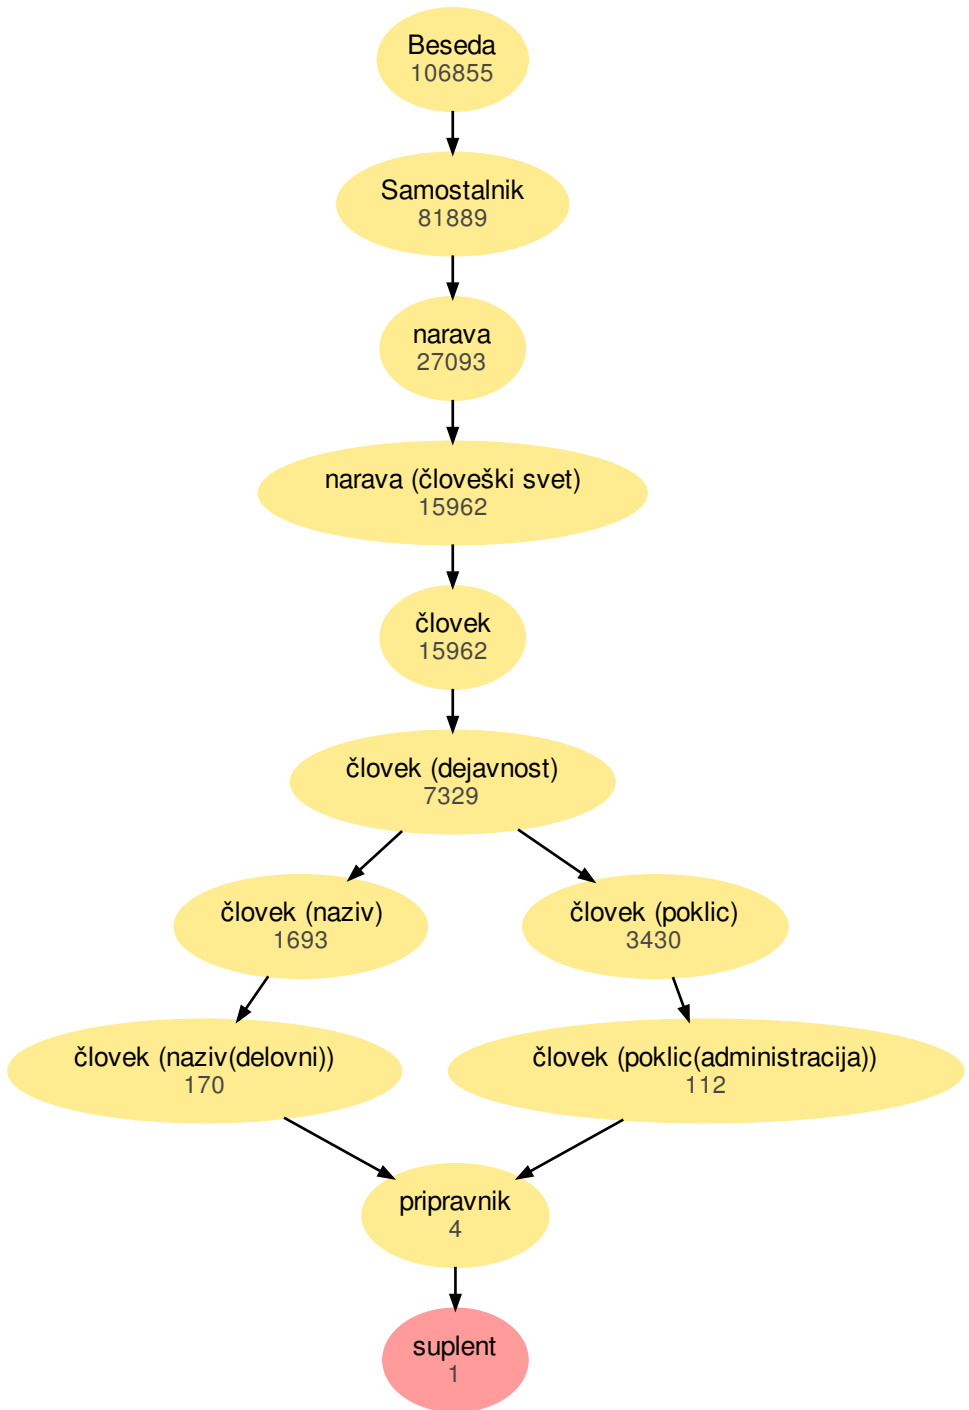 Beseda
106855
Samostalnik
81889
narava
27093
narava (človeški svet)
15962
človek
15962
človek (dejavnost)
7329
človek (naziv)
1693
človek (poklic)
3430
človek (naziv(delovni))
170
človek (poklic(administracija))
112
pripravnik
4
suplent
1